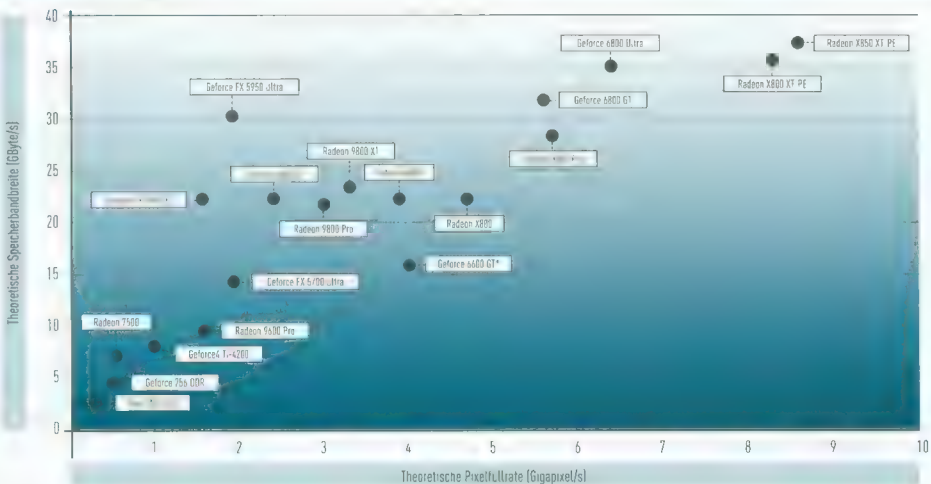 40
35
30
25
20
15
10
5
0
Theoretische Speicherbandbreite (GByte/s)
Geforce 6800 Ultra
Radeon X850 XT PE
Radeon X800 XT PE
Geforce FX 5950 Ultra
Geforce 6800 GT
Radeon 9800 XT
Radeon 9800 Pro
Radeon X800
Geforce 6600 GT*
Geforce FX 5700 Ultra
Radeon 7500
Radeon 9600 Pro
Geforce4 Ti-4200
Geforce 256 DDR
1 2 3 4 5 6 7 8 9 10
Theoretische Pixelfüllrate (Gigapixel/s)